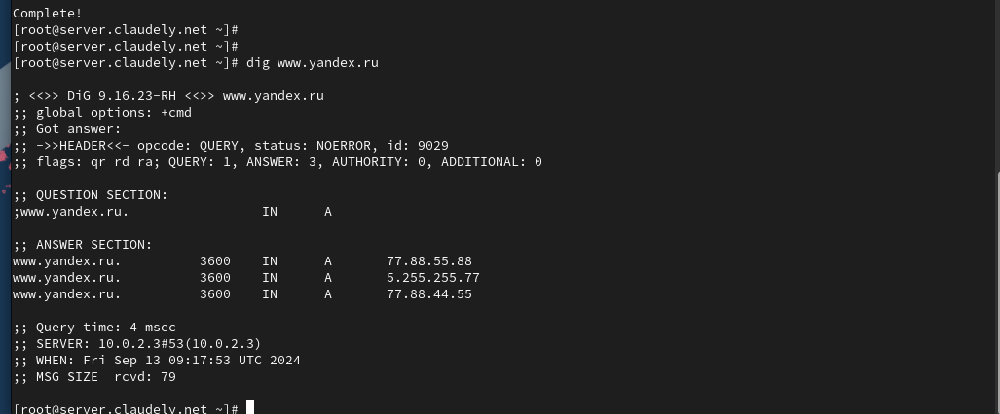 Complete!
[root@server.claudely.net ~]#
[root@server.claudely.net ~]#
[root@server.claudely.net ~]# dig www.yandex.ru
; <<>> DiG 9.16.23-RH <<>> www.yandex.ru
;; global options: +cmd
;; Got answer:
;; ->>HEADER<<- opcode: QUERY, status: NOERROR, id: 9029
;; flags: qr rd ra; QUERY: 1, ANSWER: 3, AUTHORITY: 0, ADDITIONAL: 0
;; QUESTION SECTION:
;www.yandex.ru. IN A
;; ANSWER SECTION:
www.yandex.ru. 3600 IN A 77.88.55.88
www.yandex.ru. 3600 IN A 5.255.255.77
www.yandex.ru. 3600 IN A 77.88.44.55
;; Query time: 4 msec
;; SERVER: 10.0.2.3#53(10.0.2.3)
;; WHEN: Fri Sep 13 09:17:53 UTC 2024
;; MSG SIZE  rcvd: 79
[root@server.claudely.net ~]#